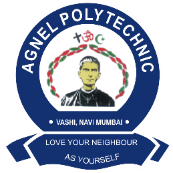 AGNEL POLYTECHNIC
• VASHI, NAVI MUMBAI •
LOVE YOUR NEIGHBOUR
AS YOURSELF